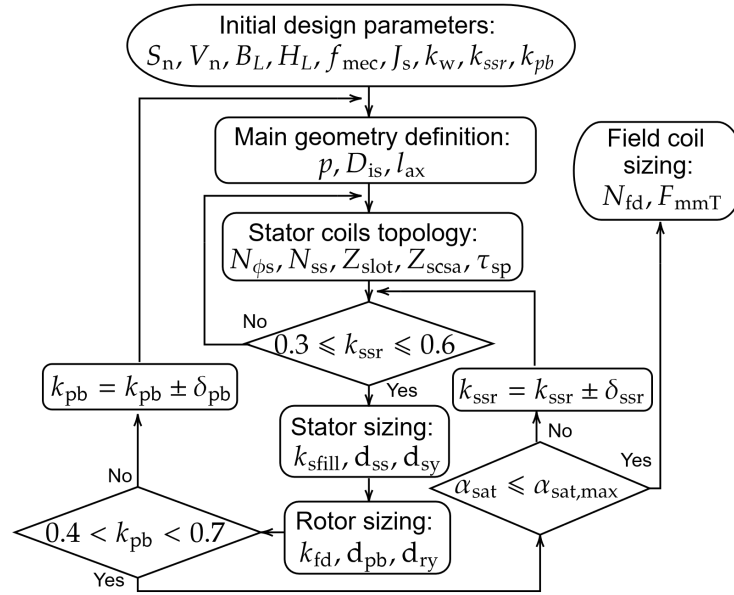 Initial design parameters:
Sₙ, Vₙ, B_L, H_L, f_mec, J_s, k_w, k_ssr, k_pb
Main geometry definition:
p, D_is, l_ax
Field coil
sizing:
N_fd, F_mmT
Stator coils topology:
N_ϕs, N_ss, Z_slot, Z_scsa, τ_sp
No
0.3 ⩽ k_ssr ⩽ 0.6
Yes
k_pb = k_pb ± δ_pb
k_ssr = k_ssr ± δ_ssr
Stator sizing:
k_sfill, d_ss, d_sy
No
Yes
α_sat ⩽ α_sat,max
No
0.4 < k_pb < 0.7
Yes
Rotor sizing:
k_fd, d_pb, d_ry